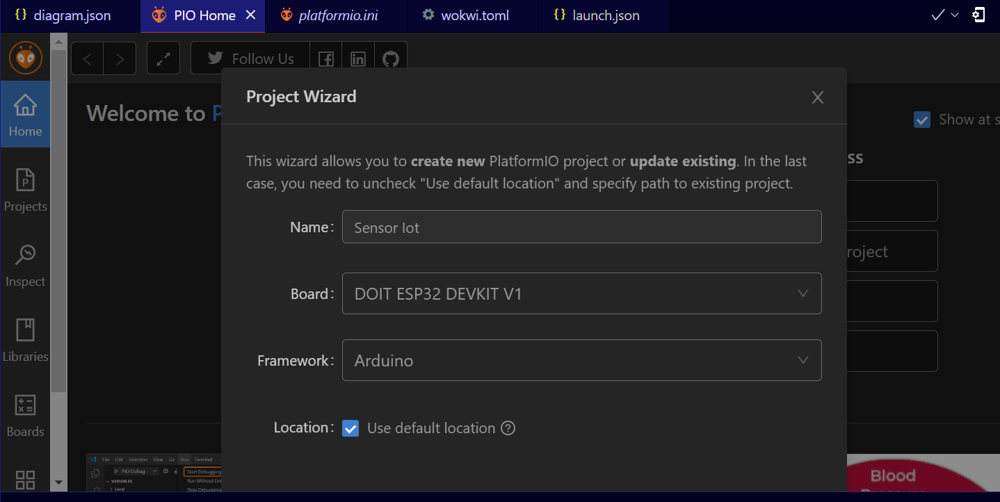 {} diagram.json
PIO Home
platformio.ini
wokwi.toml
{} launch.json
Follow Us
Project Wizard
Welcome to P
Show at s
Home
This wizard allows you to create new PlatformIO project or update existing. In the last
case, you need to uncheck "Use default location" and specify path to existing project.
ss
Projects
Name:
Sensor Iot
roject
Inspect
Board:
DOIT ESP32 DEVKIT V1
Libraries
Framework:
Arduino
Boards
Location:
Use default location
File Edit Selection View Go Run Terminal
PIO Debug
Start Debugging
VARIABLES
Run Without De
Local
Stop Debugging
Blood